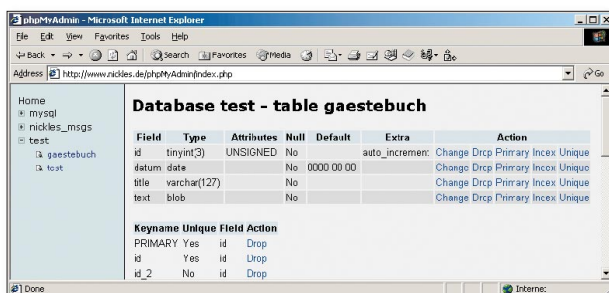 phpMyAdmin - Microsoft Internet Explorer
File Edit View Favorites Tools Help
Back Search Favorites Media
Address http://www.nickles.de/phpMyAdmin/index.php Go
Home
mysql
nickles_msgs
test
gaestebuch
test
Database test - table gaestebuch
Field Type Attributes Null Default Extra Action
id tinyint(3) UNSIGNED No auto_increment Change Drop Primary Index Unique
datum date No 0000 00 00 Change Drop Primary Index Unique
title varchar(127) No Change Drop Primary Index Unique
text blob No Change Drop Primary Index Unique
Keyname Unique Field Action
PRIMARY Yes id Drop
id Yes id Drop
id_2 No id Drop
Done Interne: